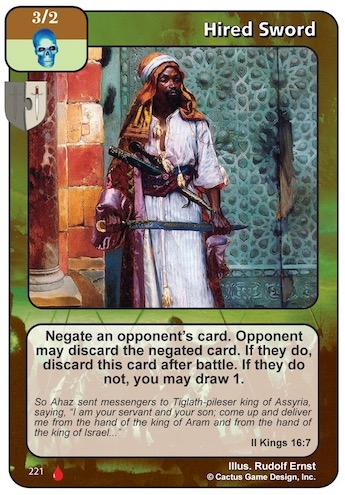 3/2
Hired Sword
Negate an opponent's card. Opponent
may discard the negated card. If they do,
discard this card after battle. If they do
not, you may draw 1.
So Ahaz sent messengers to Tiglath-pileser king of Assyria,
saying, "I am your servant and your son; come up and deliver
me from the hand of the king of Aram and from the hand of
the king of Israel..."
II Kings 16:7
Illus. Rudolf Ernst
221
© Cactus Game Design, Inc.